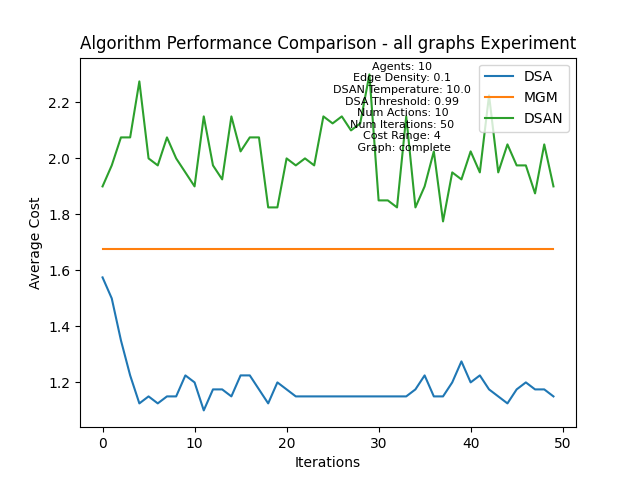 Algorithm Performance Comparison - all graphs Experiment
Agents: 10
Edge Density: 0.1
DSAN Temperature: 10.0
DSA Threshold: 0.99
Num Actions: 10
Num Iterations: 50
Cost Range: 4
Graph: complete
DSA
MGM
DSAN
Average Cost
2.2
2.0
1.8
1.6
1.4
1.2
0
10
20
30
40
50
Iterations